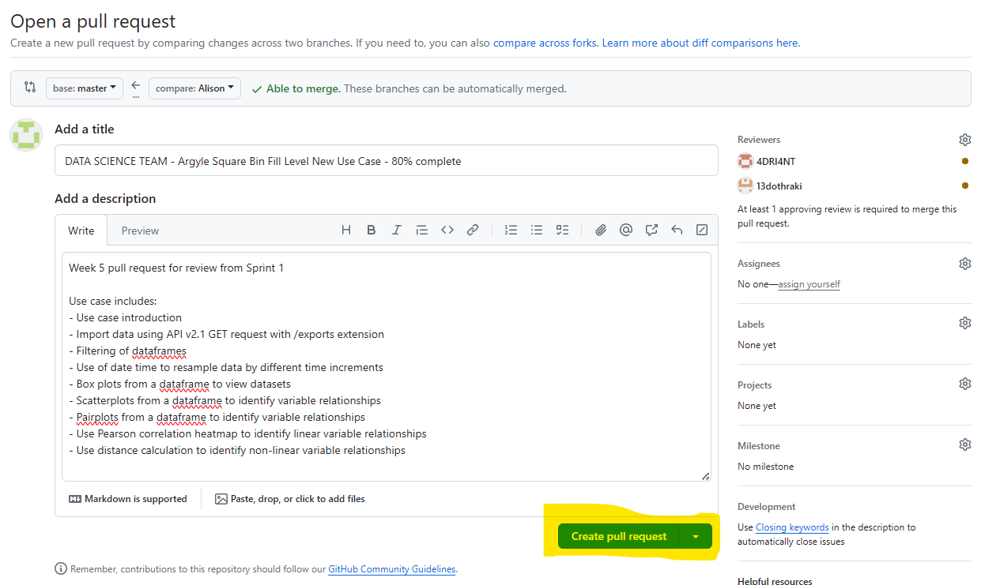 Open a pull request
Create a new pull request by comparing changes across two branches. If you need to, you can also compare across forks. Learn more about diff comparisons here.
base: master
...
compare: Alison
Able to merge. These branches can be automatically merged.
Add a title
DATA SCIENCE TEAM - Argyle Square Bin Fill Level New Use Case - 80% complete
Add a description
Write
Preview
H B I
Week 5 pull request for review from Sprint 1
Use case includes:
- Use case introduction
- Import data using API v2.1 GET request with /exports extension
- Filtering of dataframes
- Use of date time to resample data by different time increments
- Box plots from a dataframe to view datasets
- Scatterplots from a dataframe to identify variable relationships
- Pairplots from a dataframe to identify variable relationships
- Use Pearson correlation heatmap to identify linear variable relationships
- Use distance calculation to identify non-linear variable relationships
Markdown is supported
Paste, drop, or click to add files
Create pull request
Remember, contributions to this repository should follow our GitHub Community Guidelines.
Reviewers
4DRI4NT
13dothraki
At least 1 approving review is required to merge this
pull request.
Assignees
No one—assign yourself
Labels
None yet
Projects
None yet
Milestone
No milestone
Development
Use Closing keywords in the description to
automatically close issues
Helpful resources